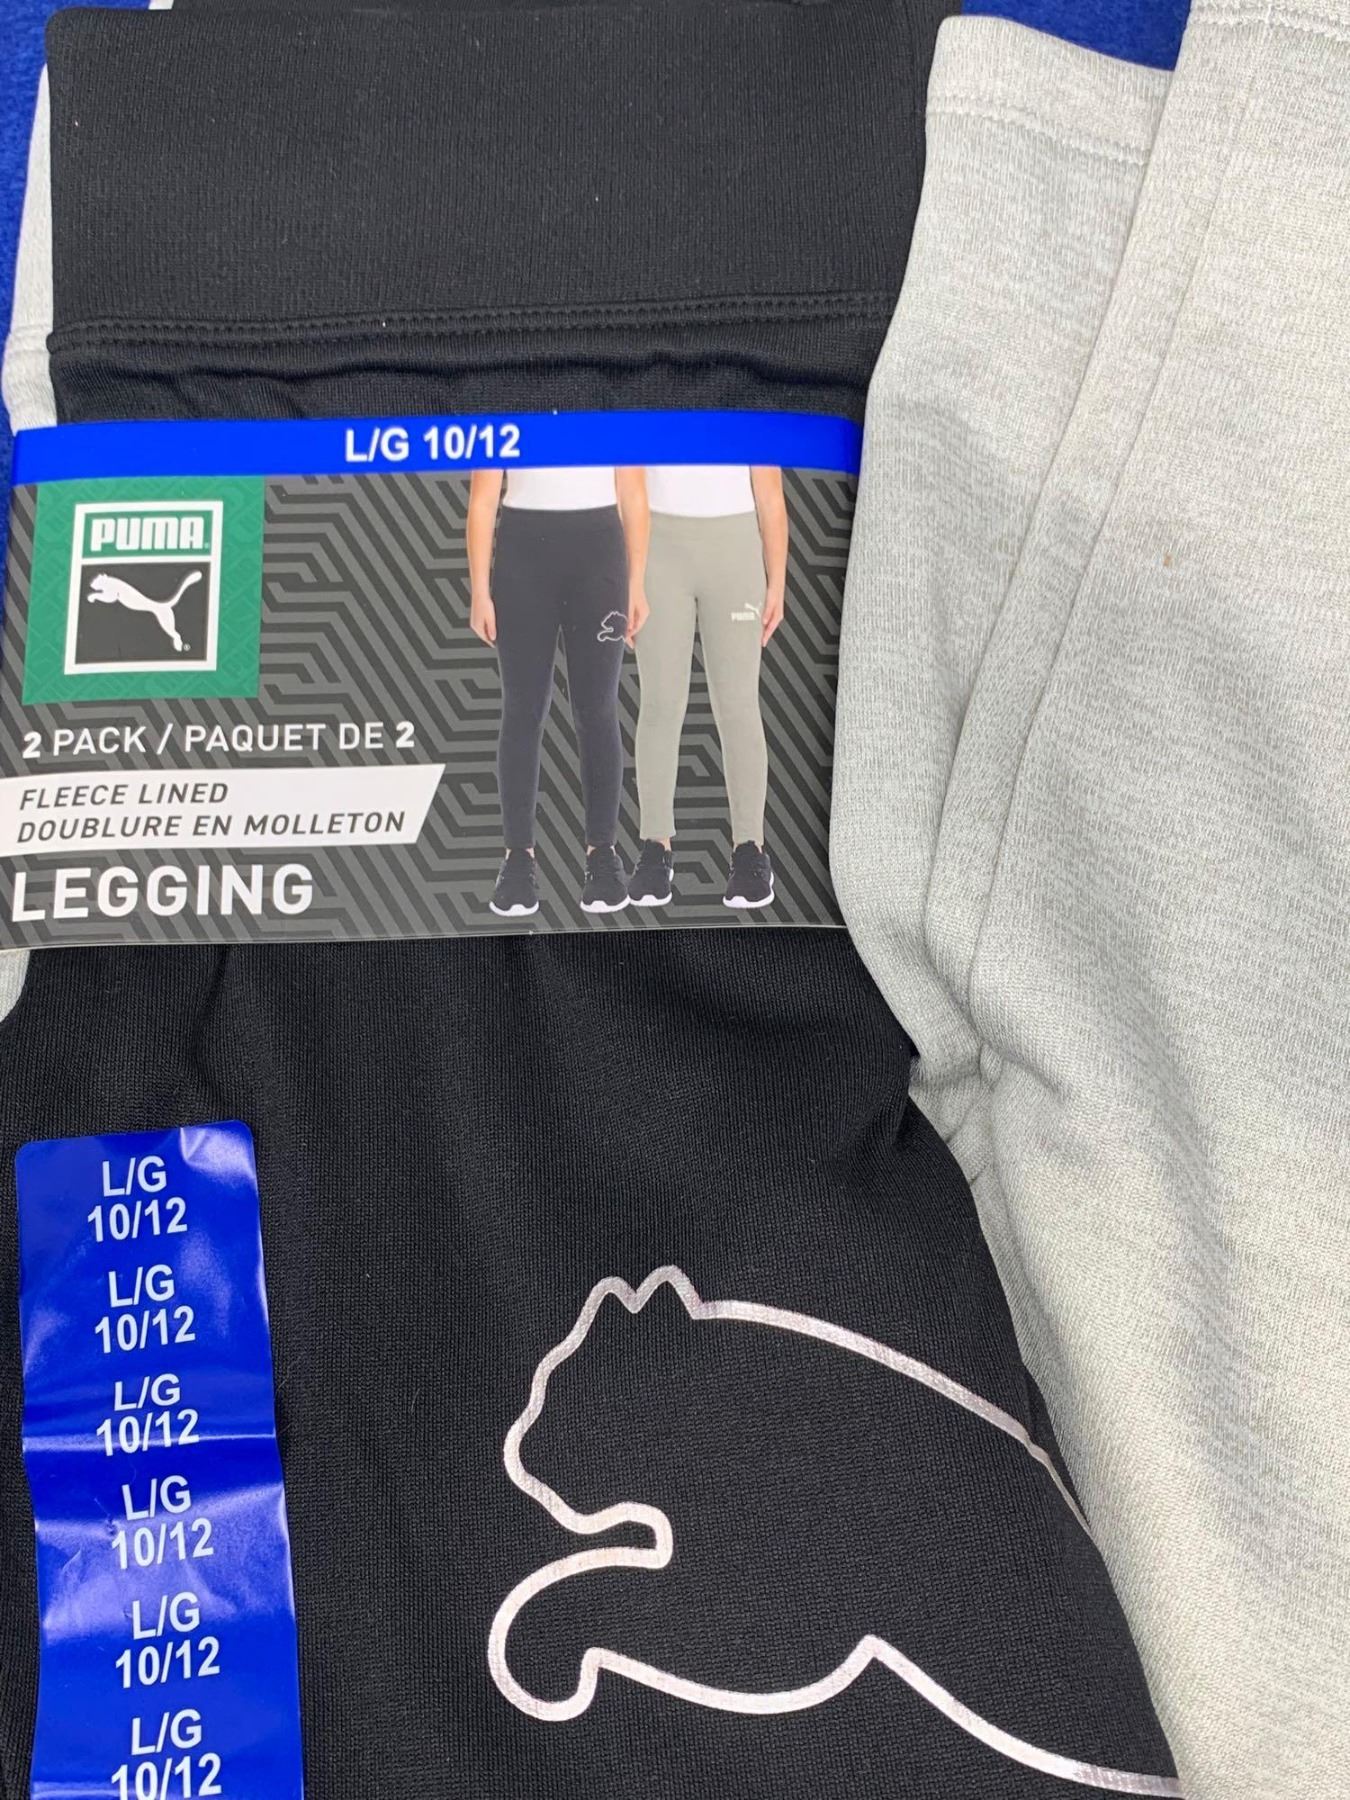 L/G 10/12
PUMA
2 PACK / PAQUET DE 2
FLEECE LINED
DOUBLURE EN MOLLETON
LEGGING
PUMA
L/G
10/12
L/G
10/12
L/G
10/12
L/G
10/12
L/G
10/12
L/G
10/12